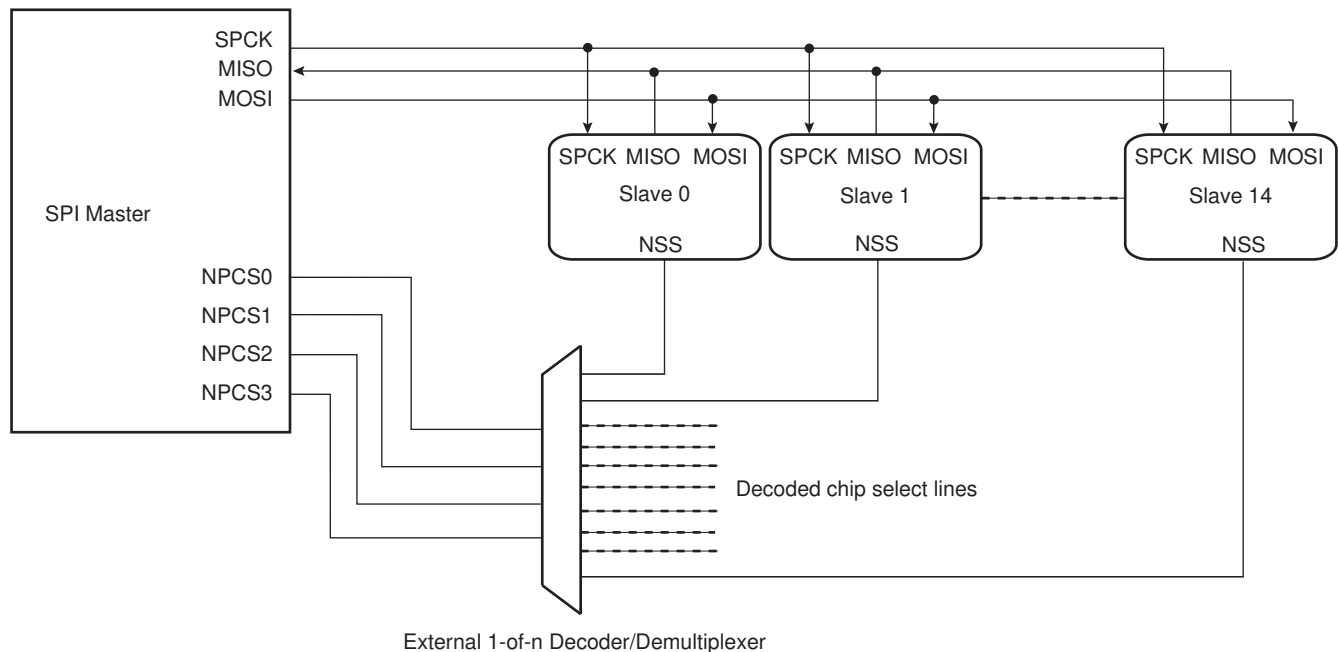 SPCK
MISO
MOSI
SPI Master
NPCS0
NPCS1
NPCS2
NPCS3
SPCK MISO MOSI
Slave 0
NSS
SPCK MISO MOSI
Slave 1
NSS
SPCK MISO MOSI
Slave 14
NSS
Decoded chip select lines
External 1-of-n Decoder/Demultiplexer